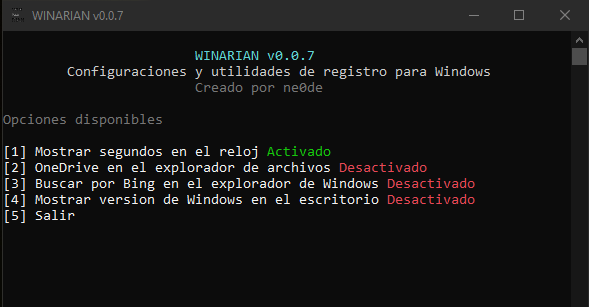 WINARIAN v0.0.7
WINARIAN v0.0.7
Configuraciones y utilidades de registro para Windows
Creado por ne0de
Opciones disponibles
[1] Mostrar segundos en el reloj Activado
[2] OneDrive en el explorador de archivos Desactivado
[3] Buscar por Bing en el explorador de Windows Desactivado
[4] Mostrar version de Windows en el escritorio Desactivado
[5] Salir